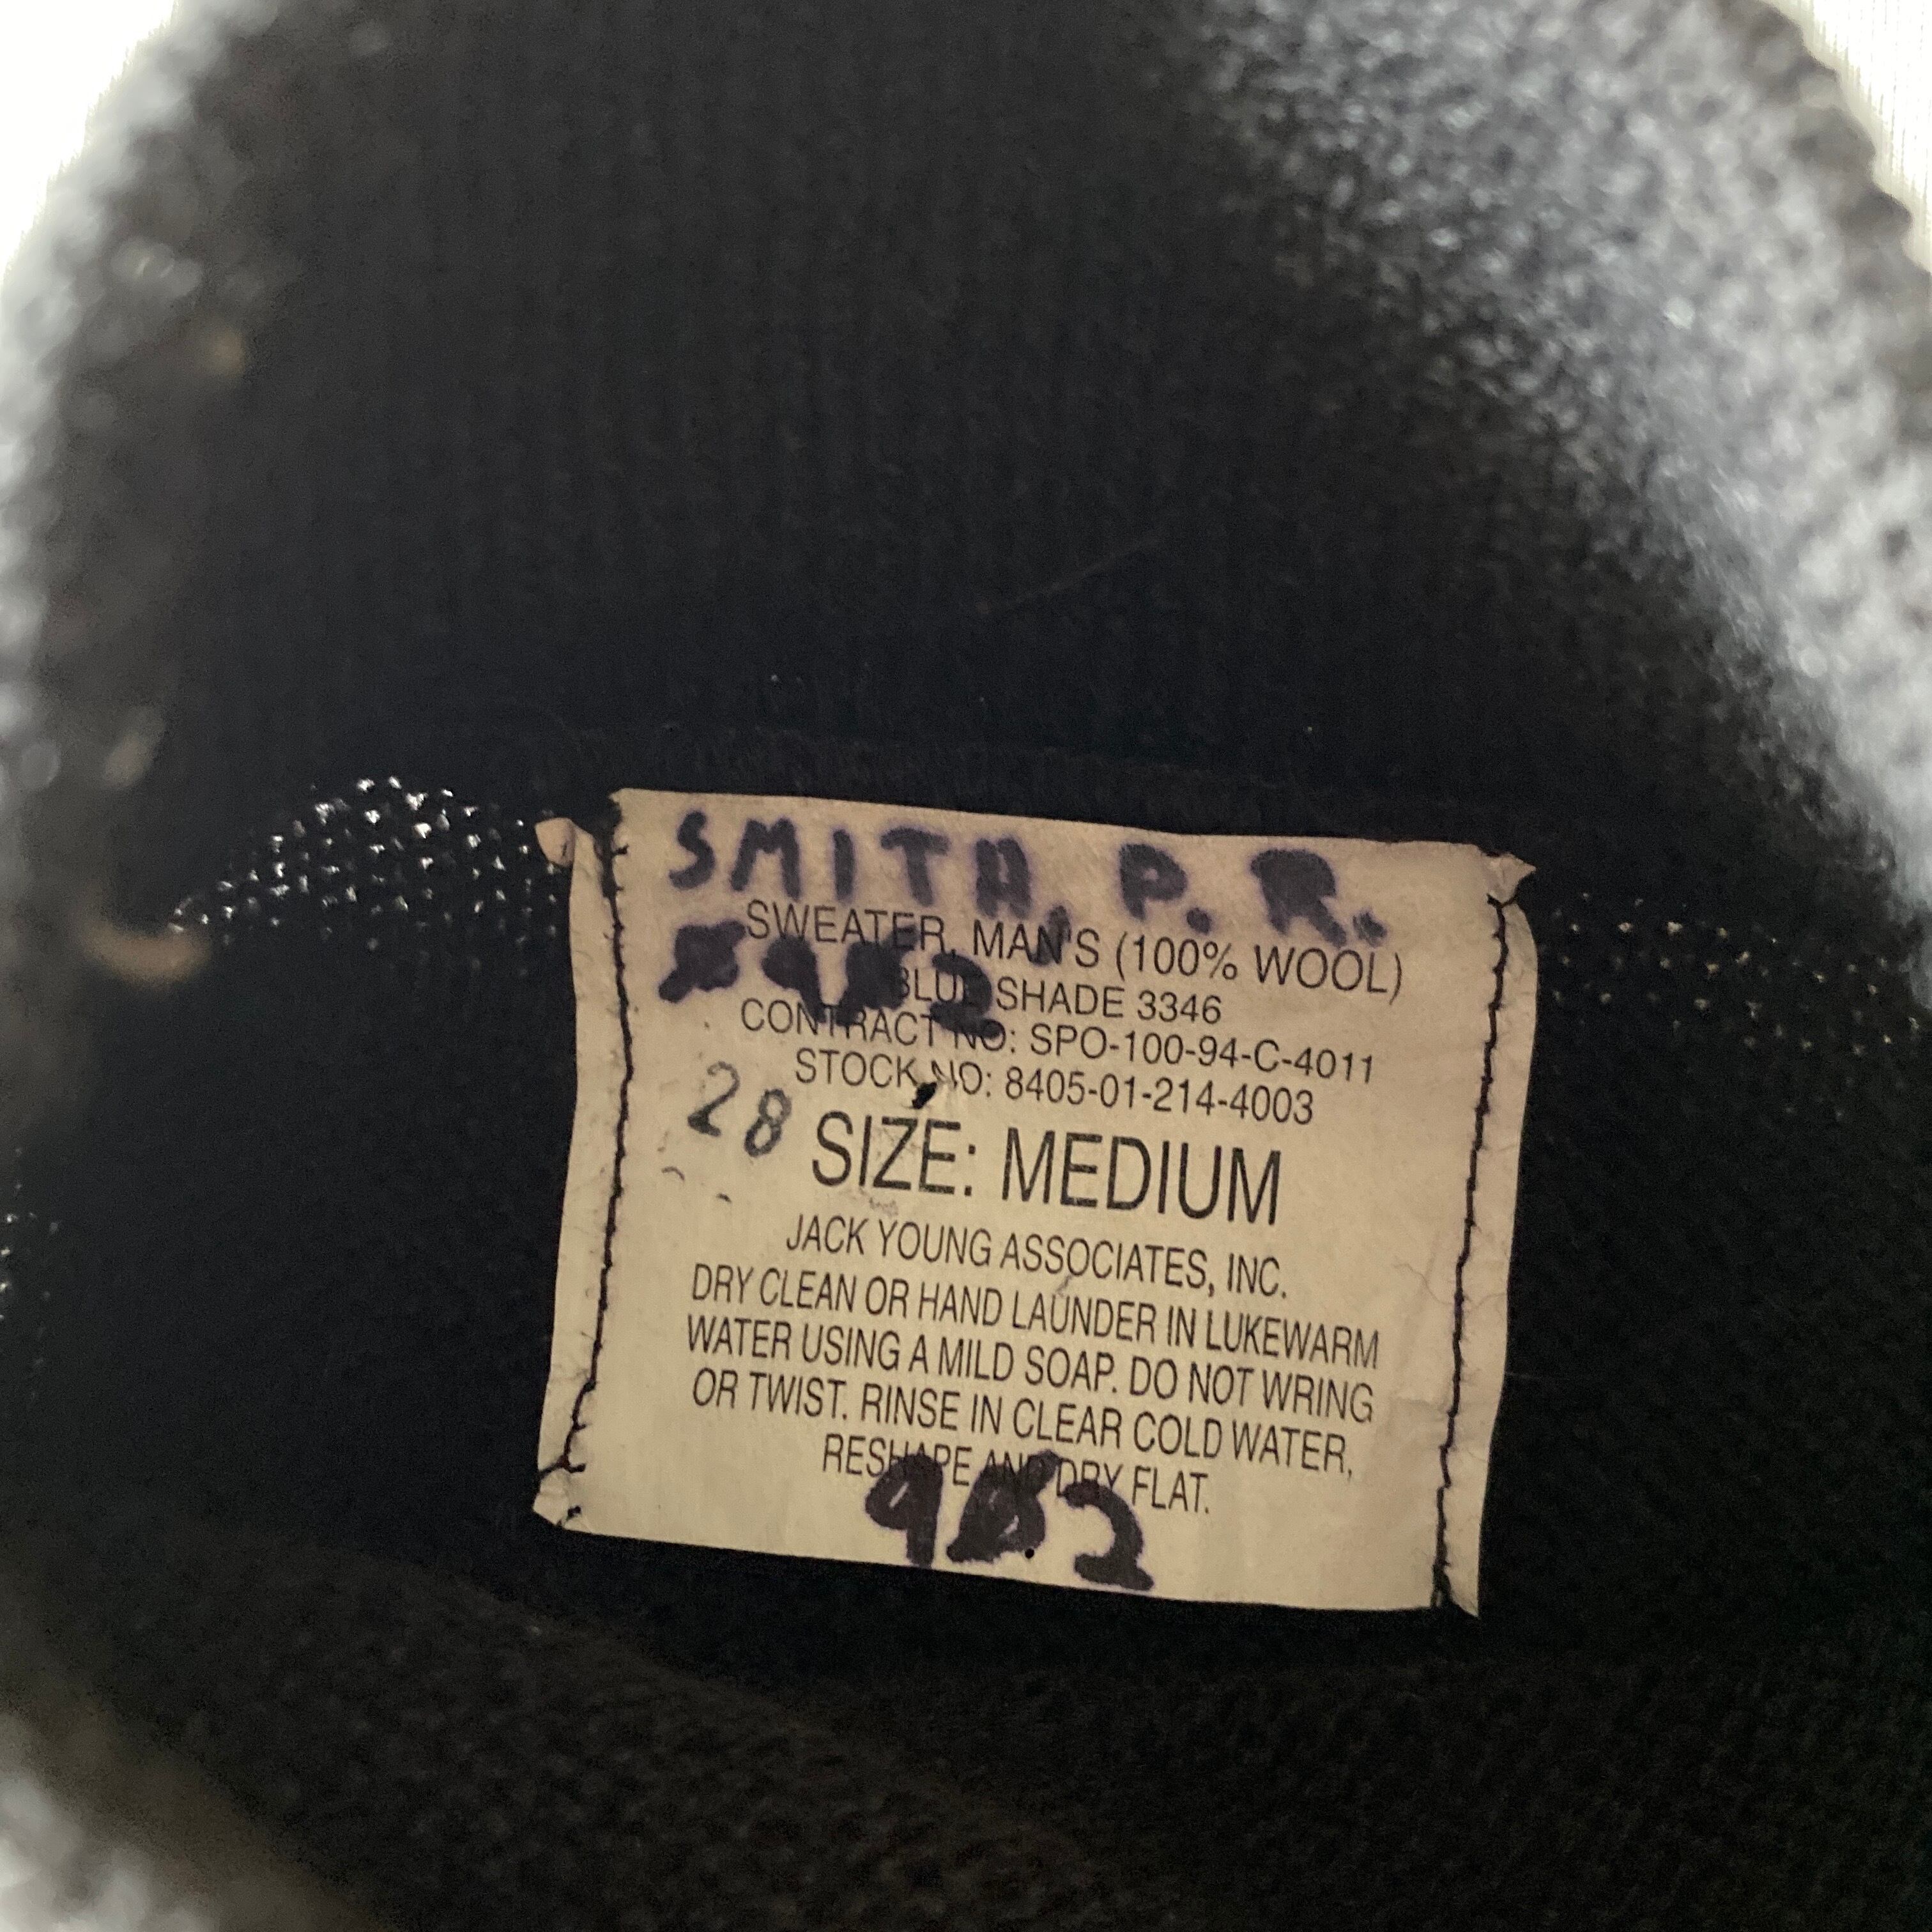 SMITH, P. R.
SWEATER, MAN'S (100% WOOL)
BLUE SHADE 3346
CONTRACT NO: SPO-100-94-C-4011
STOCK NO: 8405-01-214-4003
28
SIZE: MEDIUM
JACK YOUNG ASSOCIATES, INC.
DRY CLEAN OR HAND LAUNDER IN LUKEWARM
WATER USING A MILD SOAP. DO NOT WRING
OR TWIST. RINSE IN CLEAR COLD WATER,
RESHAPE AND DRY FLAT.